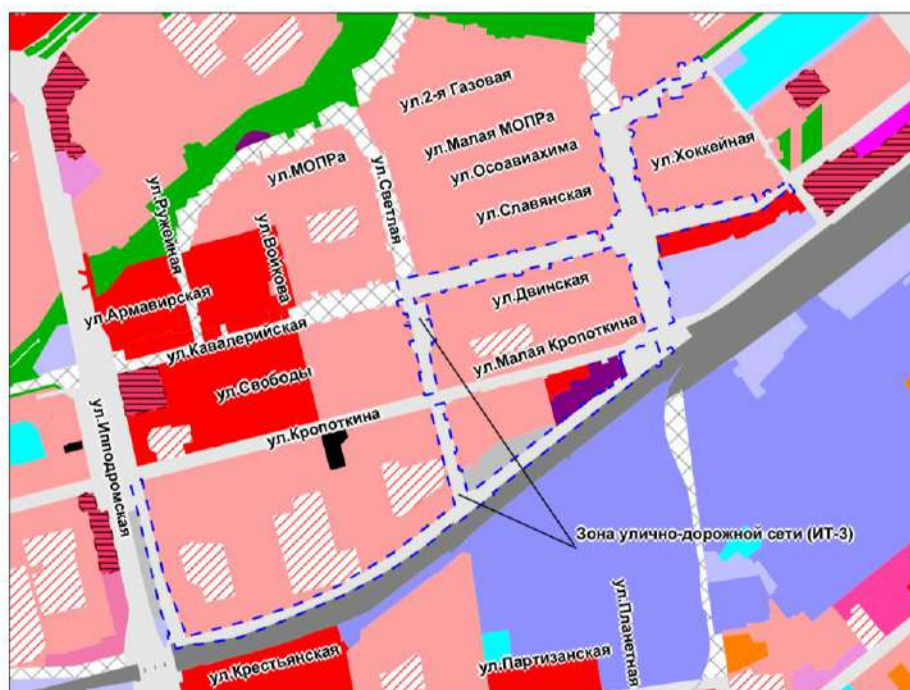 ул.2-я Газовая
ул.Малая МОПРа
ул.Хоккейная
ул.МОПРа
ул.Осоавиахима
ул.Светлая
ул.Ружейная
ул.Славянская
ул.Войкова
ул.Двинская
ул.Армавирская
ул.Кавалерийская
ул.Малая Кропоткина
ул.Свободы
ул.Кропоткина
ул.Ипподромская
Зона улично-дорожной сети (ИТ-3)
ул.Планетная
ул.Крестьянская
ул.Партизанская